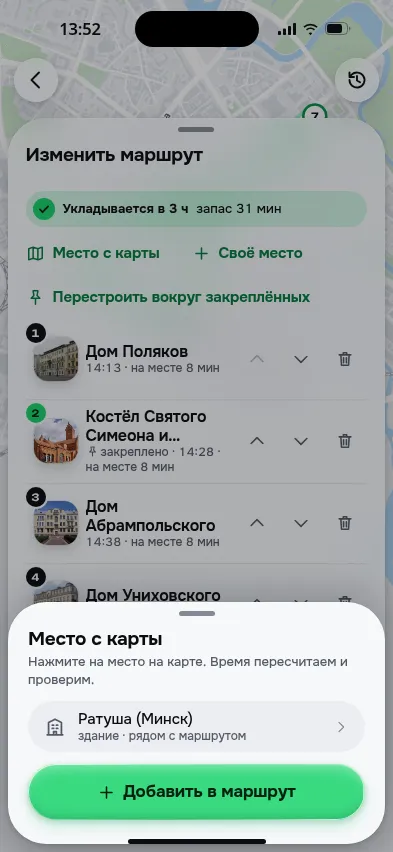 13:52
7
Изменить маршрут
Укладывается в 3 ч запас 31 мин
Место с карты
Своё место
Перестроить вокруг закреплённых
1
Дом Поляков
14:13 · на месте 8 мин
2
Костёл Святого
Симеона и...
закреплено · 14:28 ·
на месте 8 мин
3
Дом
Абрампольского
14:38 · на месте 8 мин
4
Дом Униховского
Место с карты
Нажмите на место на карте. Время пересчитаем и
проверим.
Ратуша (Минск)
здание · рядом с маршрутом
Добавить в маршрут